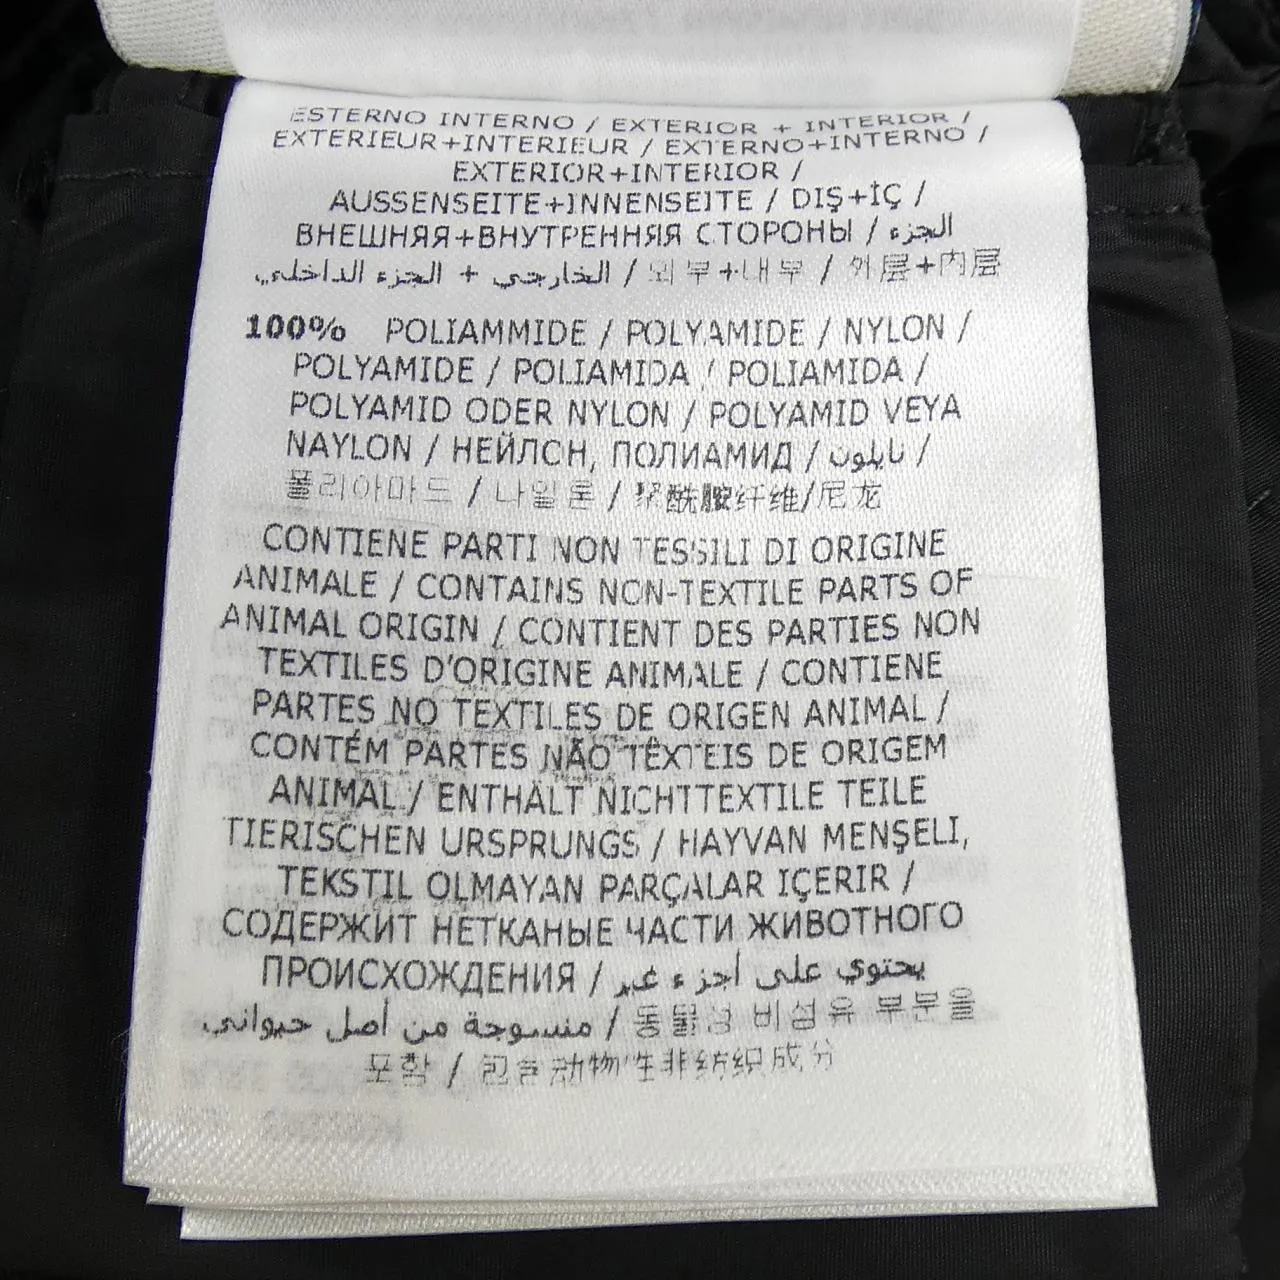 ESTERNO INTERNO / EXTERIOR + INTERIOR /
EXTERIEUR+INTERIEUR / EXTERNO+INTERNO /
EXTERIOR+INTERIOR /
AUSSENSEITE+INNENSEITE / DIŞ+İÇ /
ВНЕШНЯЯ+ВНУТРЕННЯЯ СТОРОНЫ / الجزء
الخارجي + الجزء الداخلي / 외부+내부 / 外层+内层
100% POLIAMMIDE / POLYAMIDE / NYLON /
POLYAMIDE / POLIAMIDA / POLIAMIDA /
POLYAMID ODER NYLON / POLYAMID VEYA
NAYLON / НЕЙЛОН, ПОЛИАМИД / نايلون /
폴리아마드 / 나일론 / 聚酰胺纤维/尼龙
CONTIENE PARTI NON TESSILI DI ORIGINE
ANIMALE / CONTAINS NON-TEXTILE PARTS OF
ANIMAL ORIGIN / CONTIENT DES PARTIES NON
TEXTILES D'ORIGINE ANIMALE / CONTIENE
PARTES NO TEXTILES DE ORIGEN ANIMAL /
CONTÉM PARTES NÃO TÊXTEIS DE ORIGEM
ANIMAL / ENTHÄLT NICHTTEXTILE TEILE
TIERISCHEN URSPRUNGS / HAYVAN MENŞELI,
TEKSTIL OLMAYAN PARÇALAR IÇERIR /
СОДЕРЖИТ НЕТКАНЫЕ ЧАСТИ ЖИВОТНОГО
ПРОИСХОЖДЕНИЯ / يحتوي على أجزء غير
منسوجة من أصل حيواني / 동물성 비섬유 부분을
포함 / 包含动物性非纺织成分